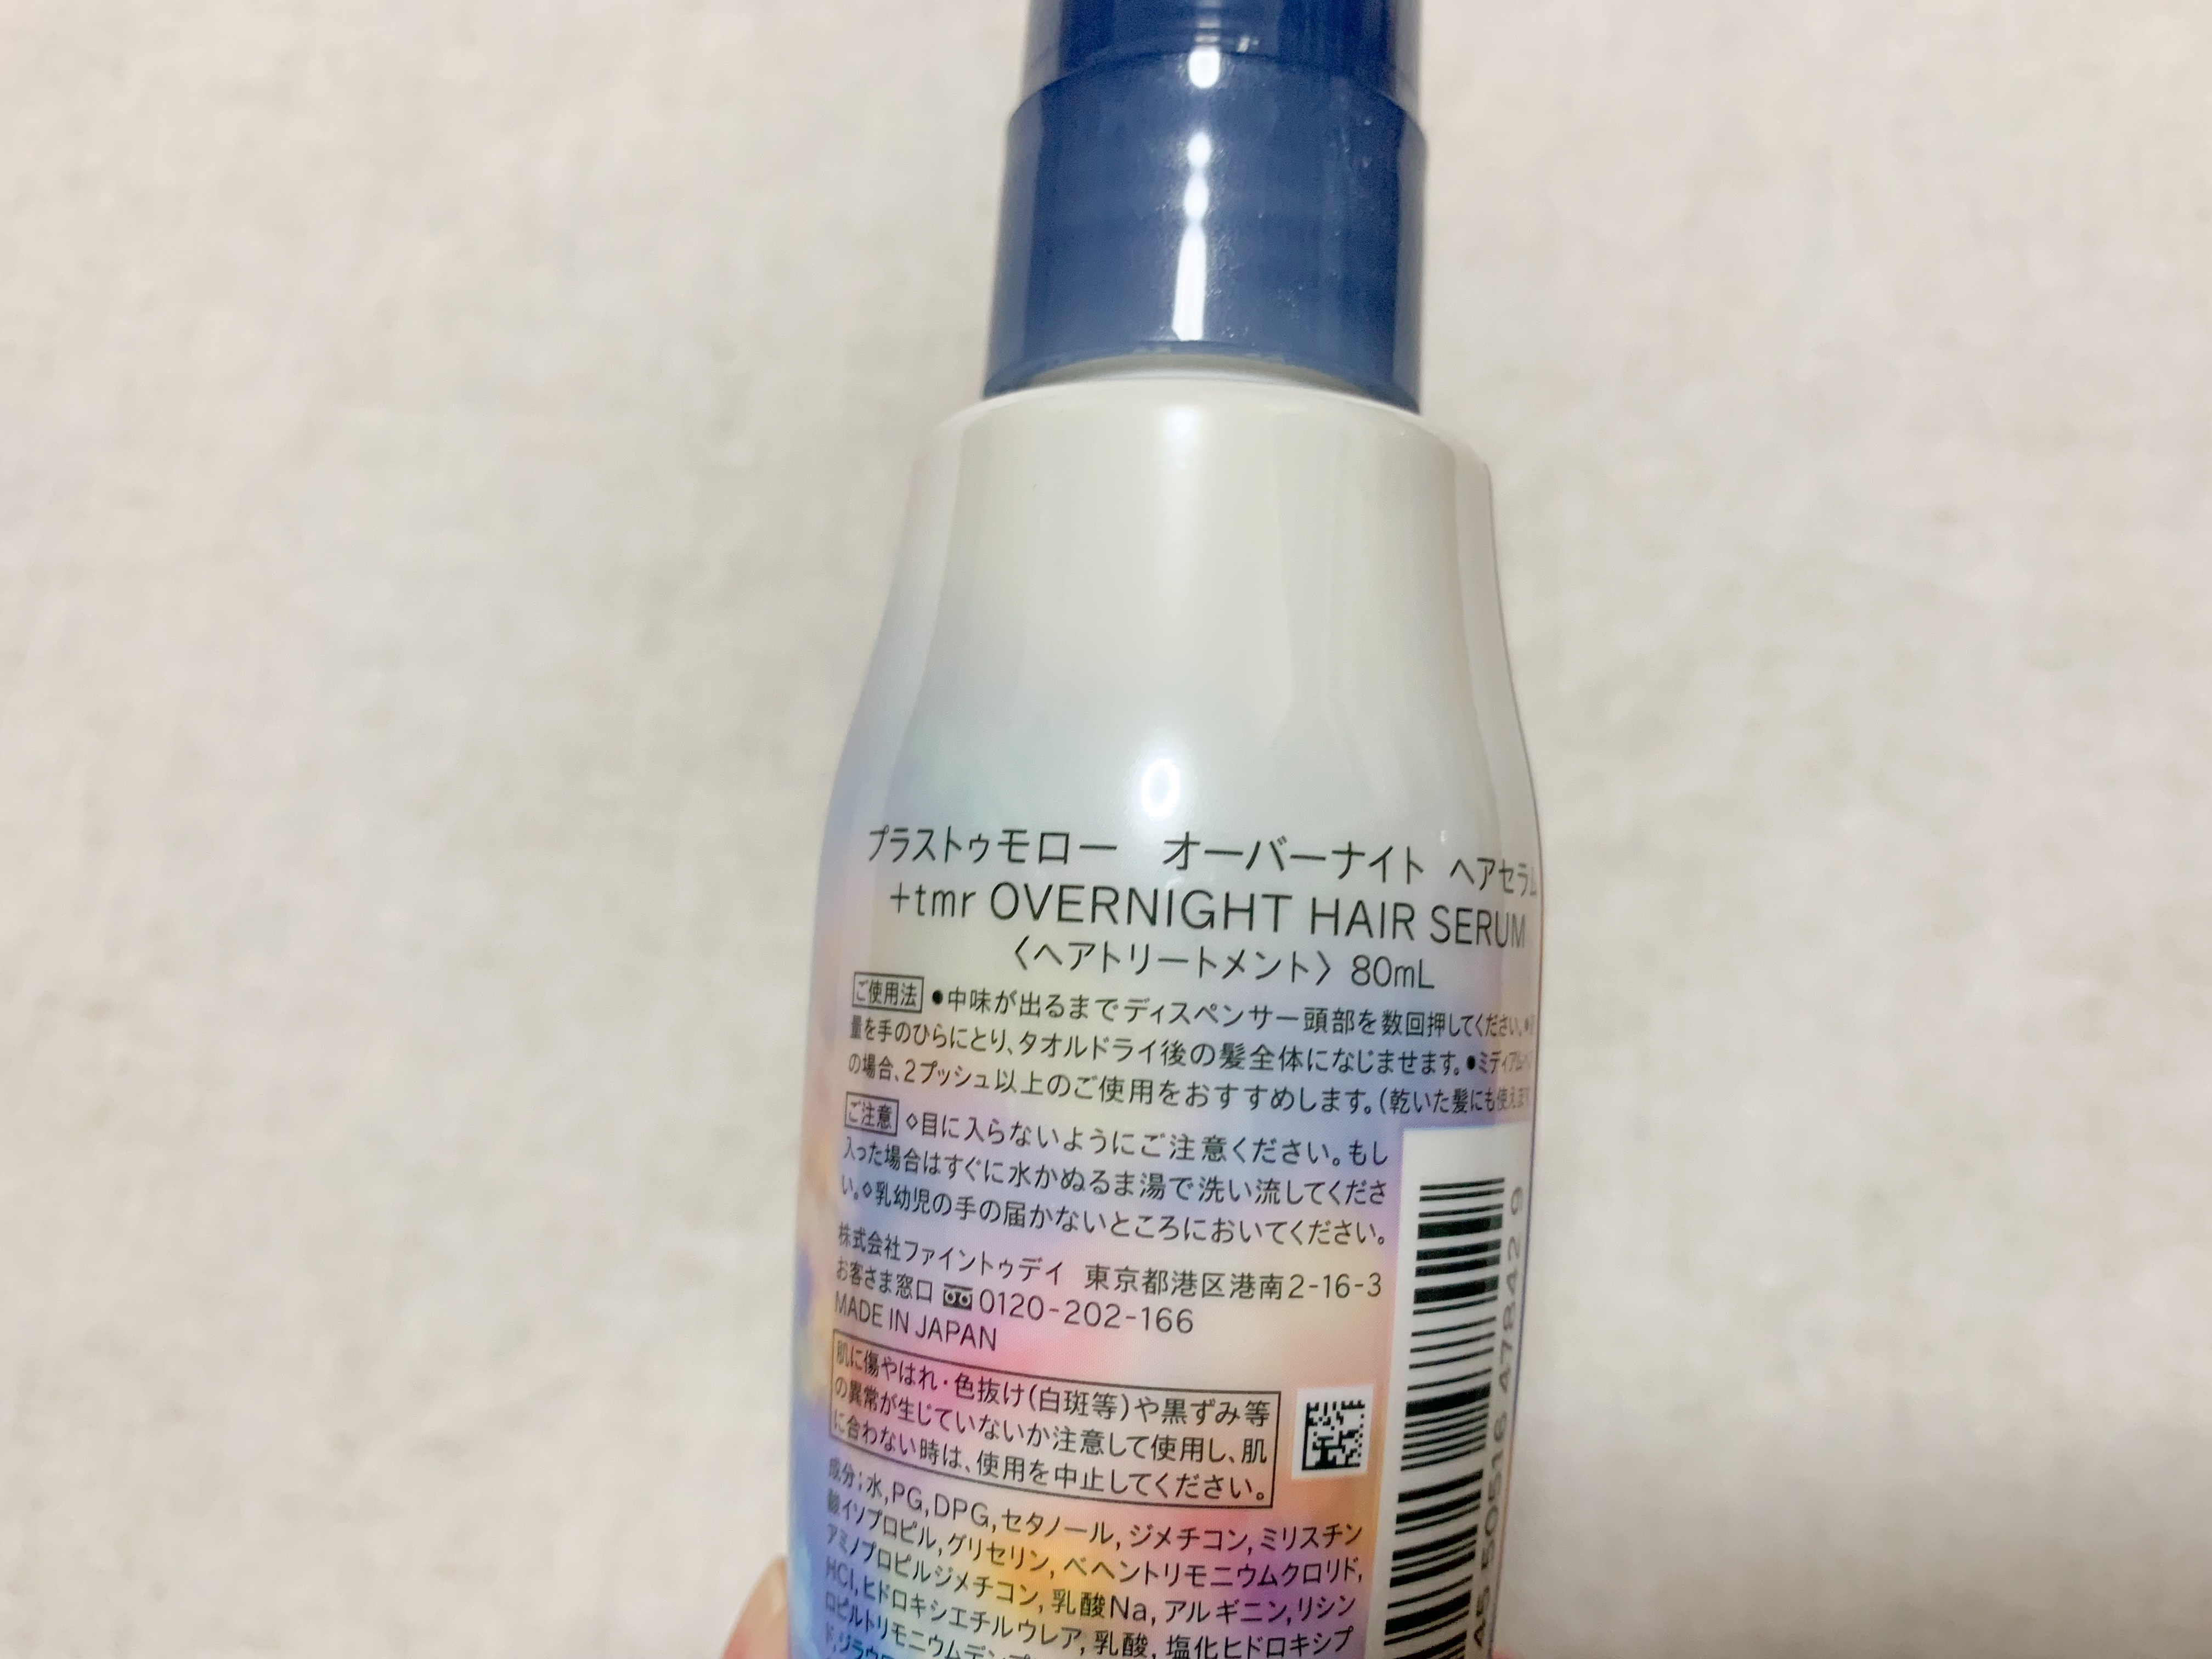 プラストゥモロー　オーバーナイト ヘアセラム
+tmr OVERNIGHT HAIR SERUM
〈ヘアトリートメント〉80mL
ご使用法 ●中味が出るまでディスペンサー頭部を数回押してください。●
量を手のひらにとり、タオルドライ後の髪全体になじませます。●ミディアム
の場合、2プッシュ以上のご使用をおすすめします。(乾いた髪にも使えます
ご注意 ◇目に入らないようにご注意ください。もし
入った場合はすぐに水かぬるま湯で洗い流してくださ
い。◇乳幼児の手の届かないところにおいてください。
株式会社ファイントゥデイ 東京都港区港南2-16-3
お客さま窓口 0120-202-166
MADE IN JAPAN
肌に傷やはれ・色抜け(白斑等)や黒ずみ等
の異常が生じていないか注意して使用し、肌
に合わない時は、使用を中止してください。
成分:水,PG,DPG,セタノール,ジメチコン,ミリスチン
酸イソプロピル,グリセリン,ベヘントリモニウムクロリド,
アミノプロピルジメチコン,乳酸Na,アルギニン,リシン
HCl,ヒドロキシエチルウレア,乳酸,塩化ヒドロキシプ
ロピルトリモニウムデンプ
ド,ジラウ
4 550516 478429